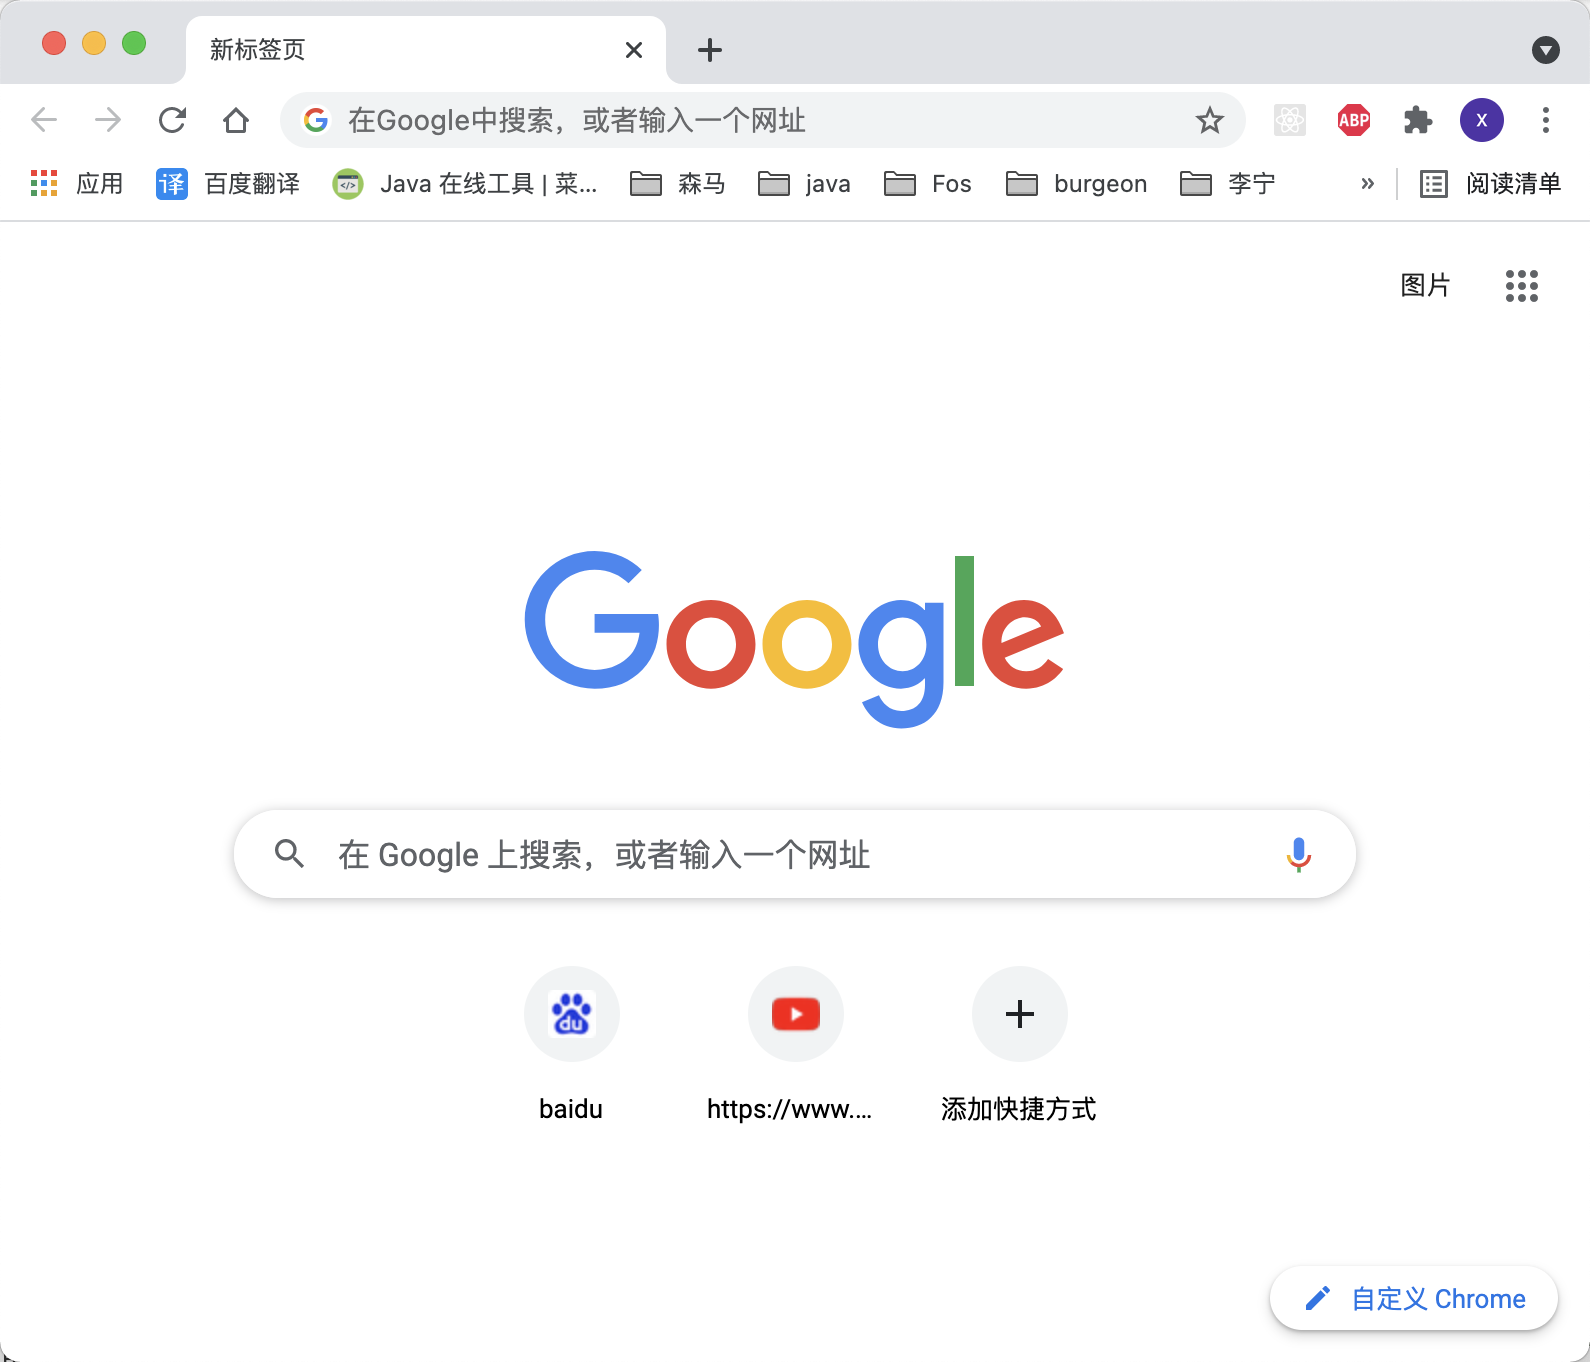 新标签页
在Google中搜索，或者输入一个网址
ABP
X
应用
译 百度翻译
Java 在线工具 | 菜...
森马
java
Fos
burgeon
李宁
»
阅读清单
图片
Google
在 Google 上搜索，或者输入一个网址
du
baidu
https://www....
添加快捷方式
自定义 Chrome